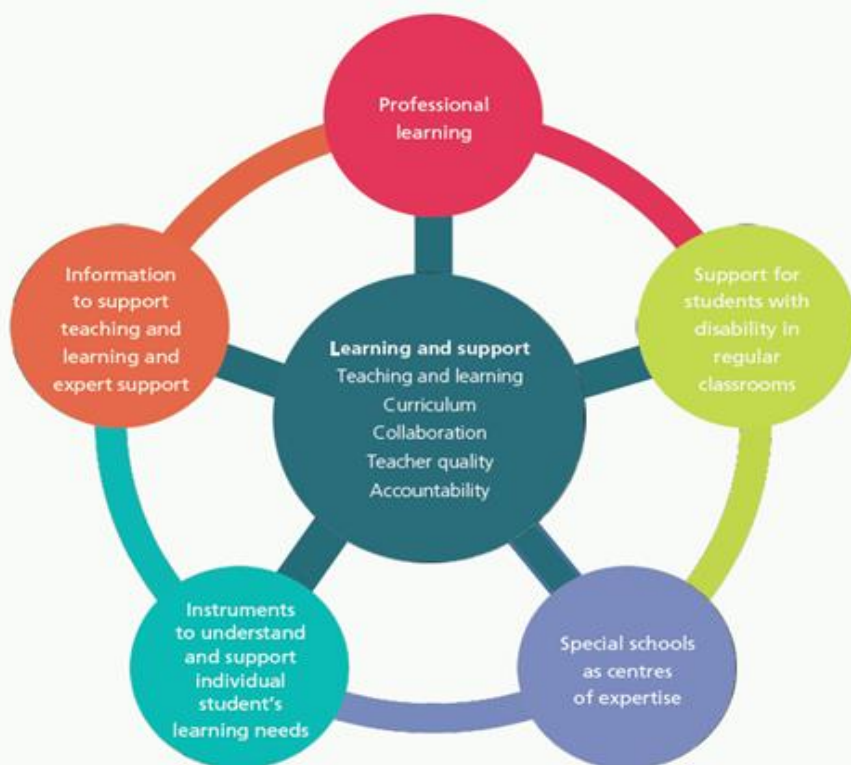 Professional
learning
Information
to support
teaching and
learning and
expert support
Support for
students with
disability in
regular
classrooms
Learning and support
Teaching and learning
Curriculum
Collaboration
Teacher quality
Accountability
Instruments
to understand
and support
individual
student's
learning needs
Special schools
as centres
of expertise